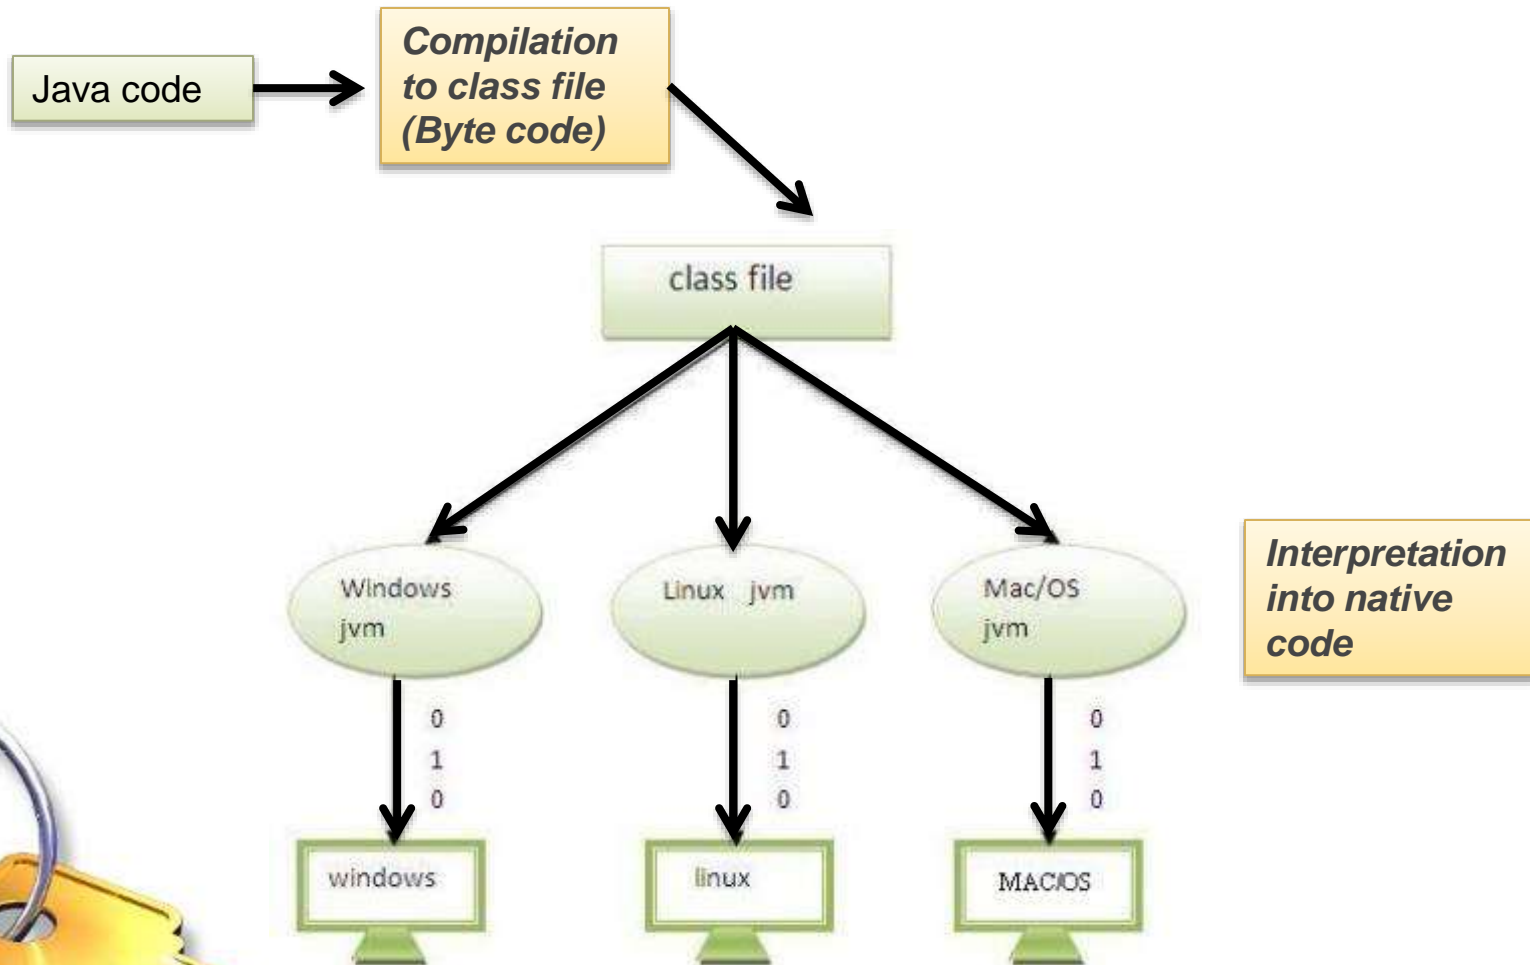 Java code
Compilation
to class file
(Byte code)
class file
Windows
jvm
Linux jvm
Mac/OS
jvm
Interpretation
into native
code
0
1
0
0
1
0
0
1
0
windows
linux
MAC/OS